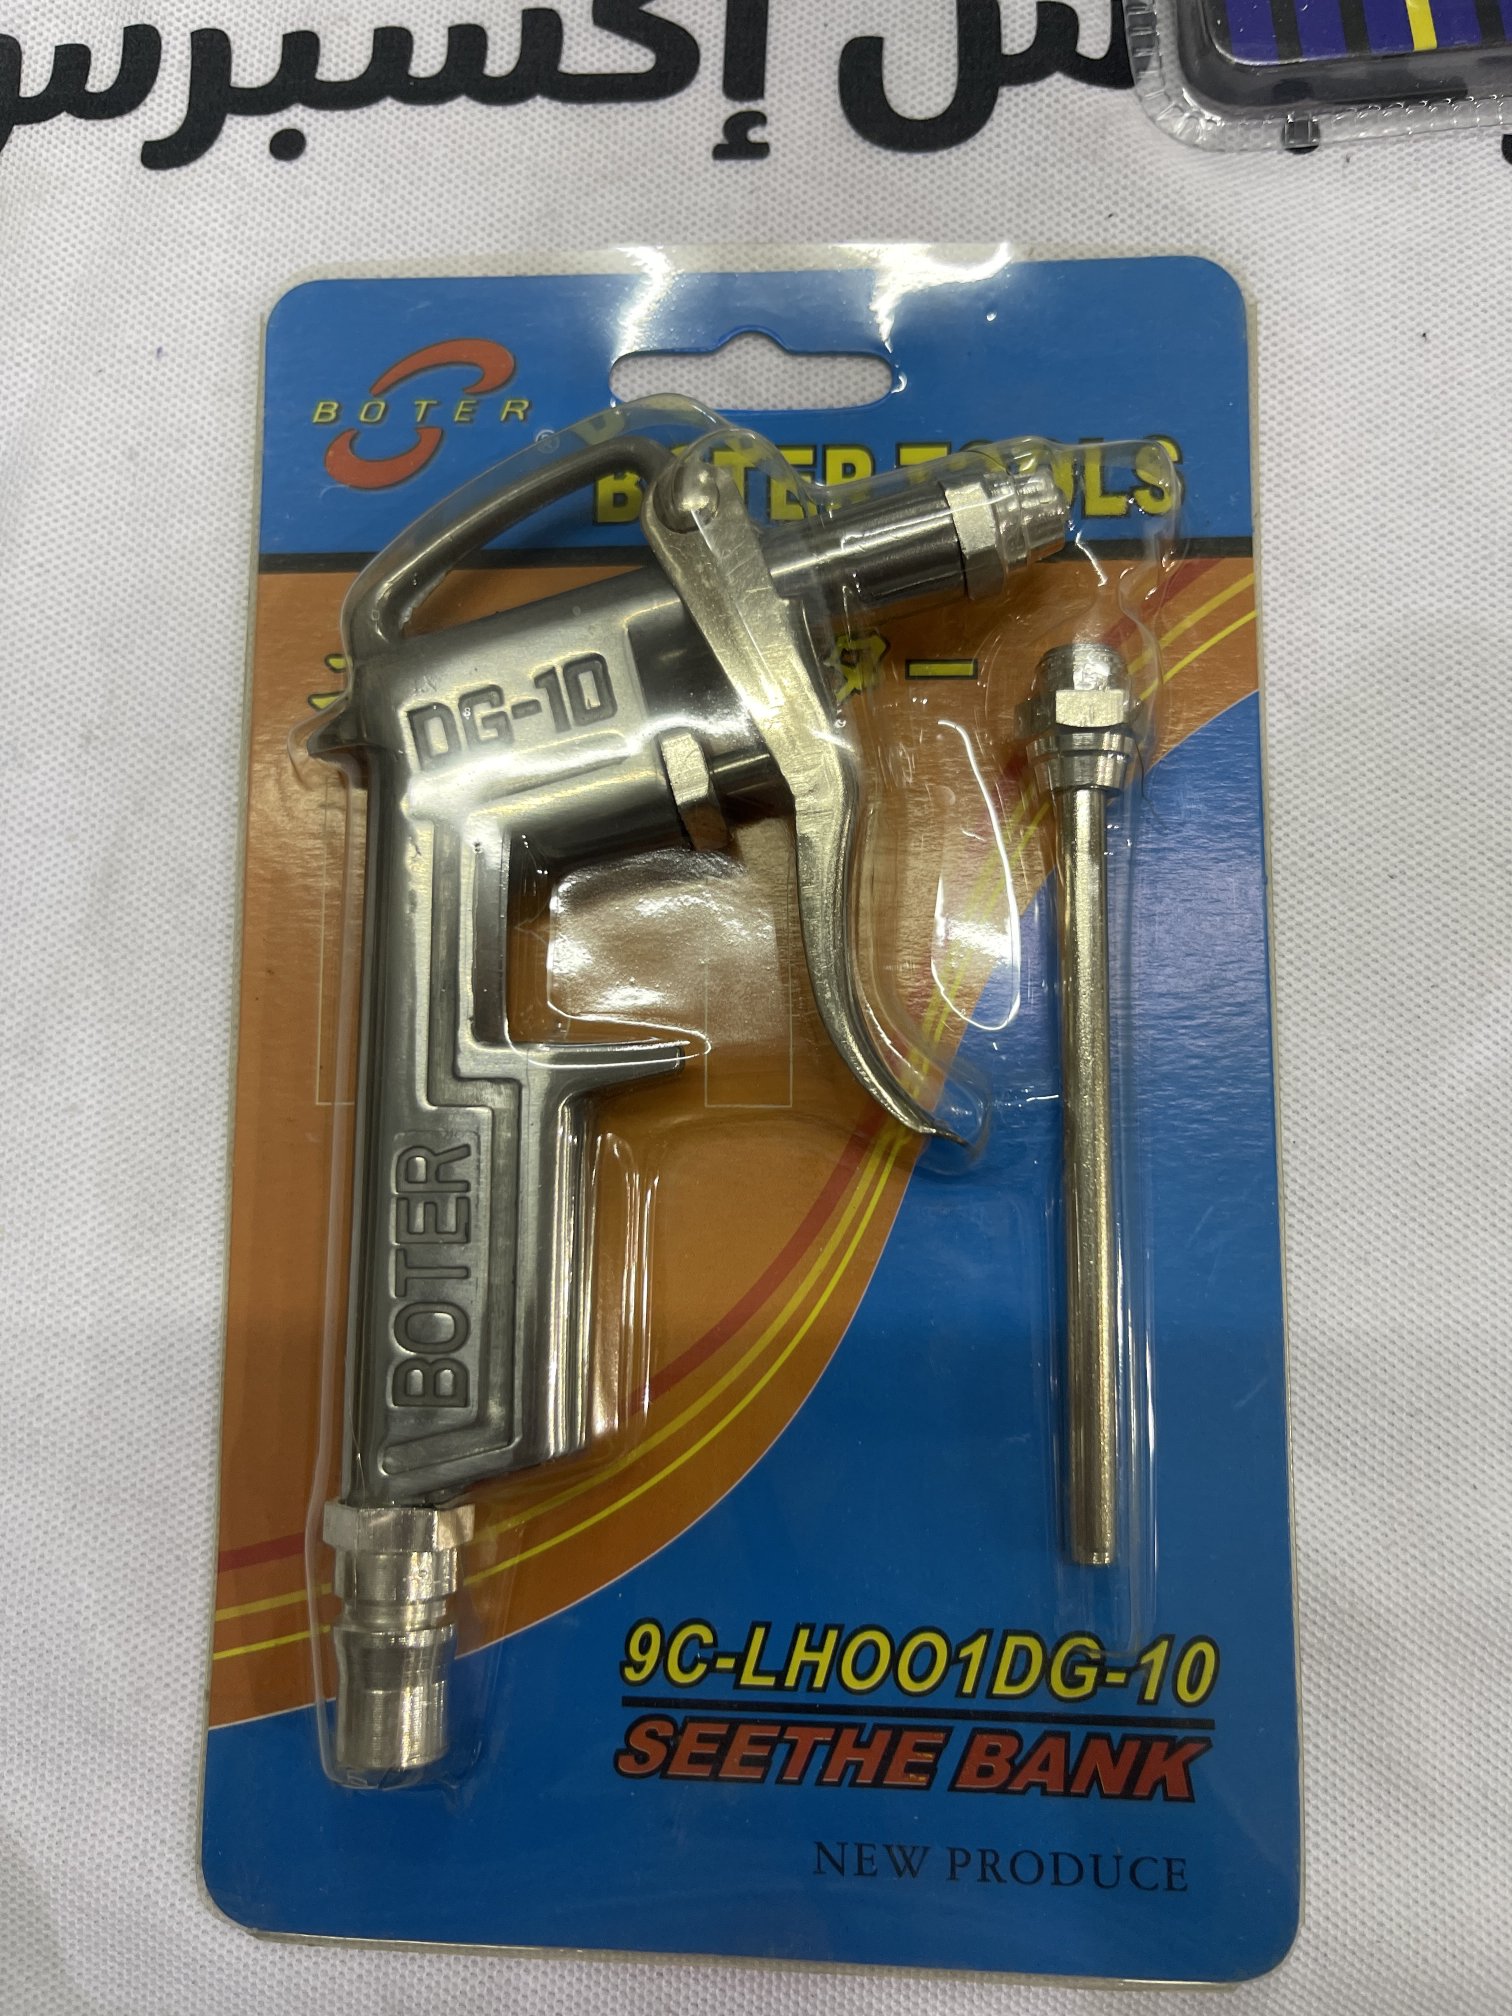 إكسبرس
BOTER
®
BOTER TOOLS
DG-10
BOTER
9C-LHOO1DG-10
SEETHE BANK
NEW PRODUCE